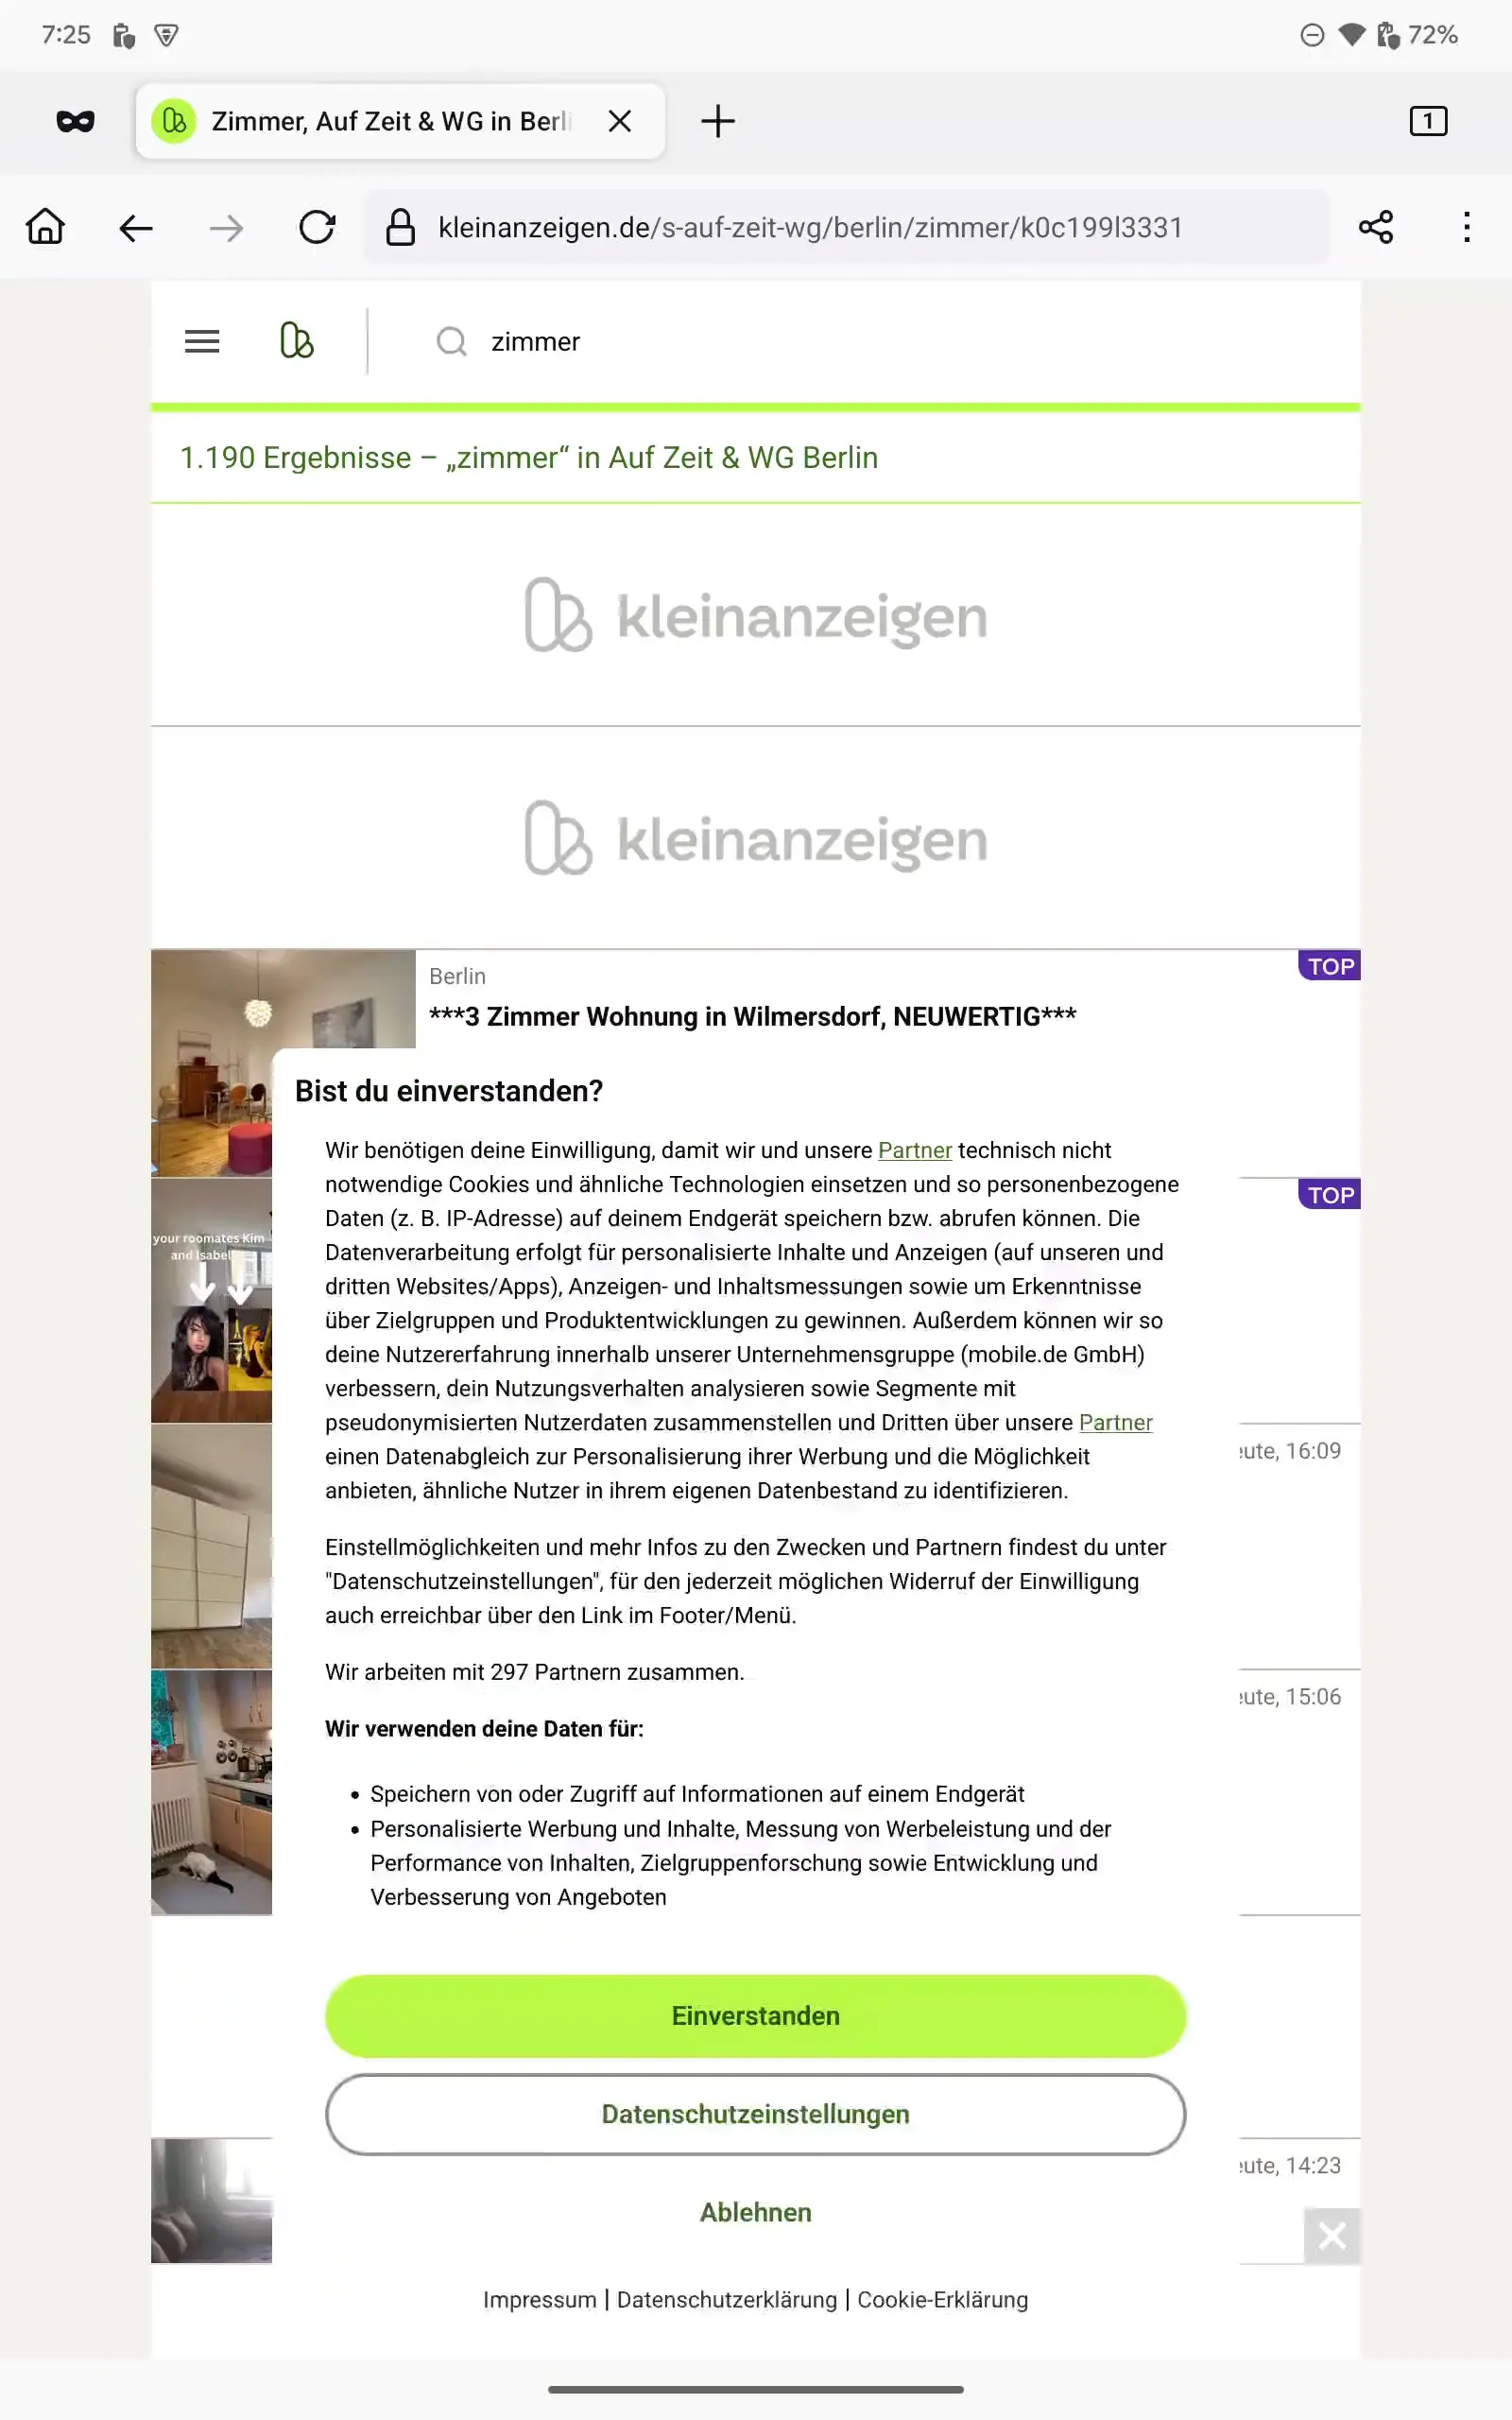 7:25
72%
Zimmer, Auf Zeit & WG in Berli
1
kleinanzeigen.de/s-auf-zeit-wg/berlin/zimmer/k0c199l3331
zimmer
1.190 Ergebnisse – „zimmer“ in Auf Zeit & WG Berlin
kleinanzeigen
kleinanzeigen
Berlin
TOP
***3 Zimmer Wohnung in Wilmersdorf, NEUWERTIG***
Bist du einverstanden?
Wir benötigen deine Einwilligung, damit wir und unsere Partner technisch nicht
notwendige Cookies und ähnliche Technologien einsetzen und so personenbezogene
Daten (z. B. IP-Adresse) auf deinem Endgerät speichern bzw. abrufen können. Die
Datenverarbeitung erfolgt für personalisierte Inhalte und Anzeigen (auf unseren und
dritten Websites/Apps), Anzeigen- und Inhaltsmessungen sowie um Erkenntnisse
über Zielgruppen und Produktentwicklungen zu gewinnen. Außerdem können wir so
deine Nutzererfahrung innerhalb unserer Unternehmensgruppe (mobile.de GmbH)
verbessern, dein Nutzungsverhalten analysieren sowie Segmente mit
pseudonymisierten Nutzerdaten zusammenstellen und Dritten über unsere Partner
einen Datenabgleich zur Personalisierung ihrer Werbung und die Möglichkeit
anbieten, ähnliche Nutzer in ihrem eigenen Datenbestand zu identifizieren.
Einstellmöglichkeiten und mehr Infos zu den Zwecken und Partnern findest du unter
"Datenschutzeinstellungen", für den jederzeit möglichen Widerruf der Einwilligung
auch erreichbar über den Link im Footer/Menü.
Wir arbeiten mit 297 Partnern zusammen.
Wir verwenden deine Daten für:
• Speichern von oder Zugriff auf Informationen auf einem Endgerät
• Personalisierte Werbung und Inhalte, Messung von Werbeleistung und der
Performance von Inhalten, Zielgruppenforschung sowie Entwicklung und
Verbesserung von Angeboten
Einverstanden
Datenschutzeinstellungen
Ablehnen
Impressum | Datenschutzerklärung | Cookie-Erklärung
TOP
your roomates Kim
and Isabel
eute, 16:09
eute, 15:06
eute, 14:23